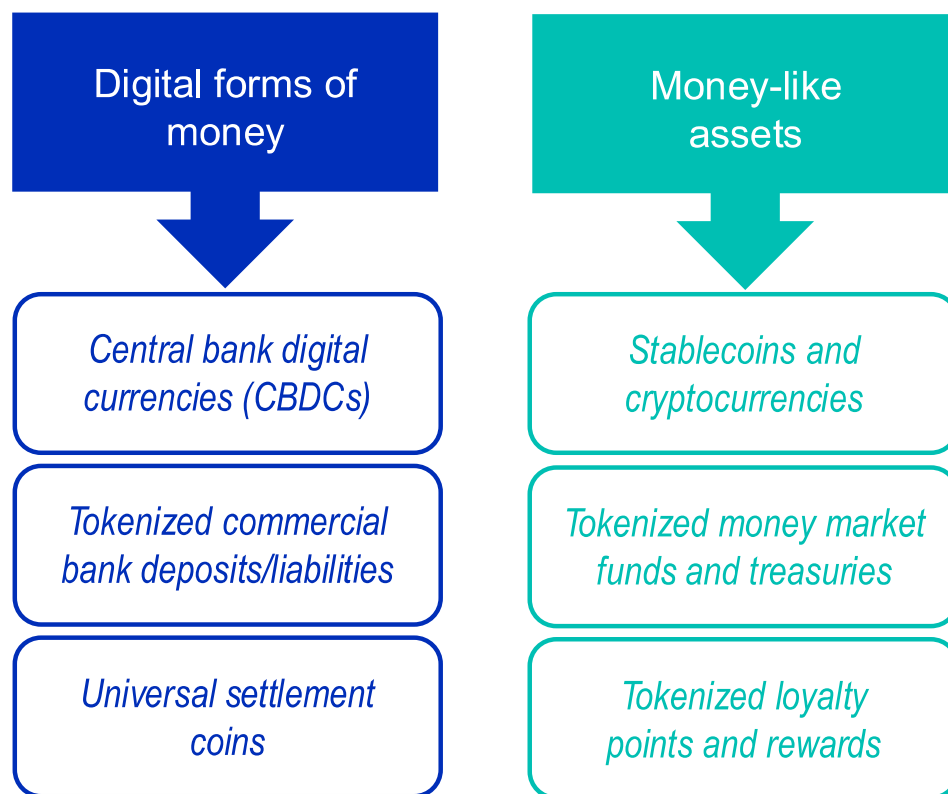 Digital forms of
money
Central bank digital
currencies (CBDCs)
Tokenized commercial
bank deposits/liabilities
Universal settlement
coins
Money-like
assets
Stablecoins and
cryptocurrencies
Tokenized money market
funds and treasuries
Tokenized loyalty
points and rewards